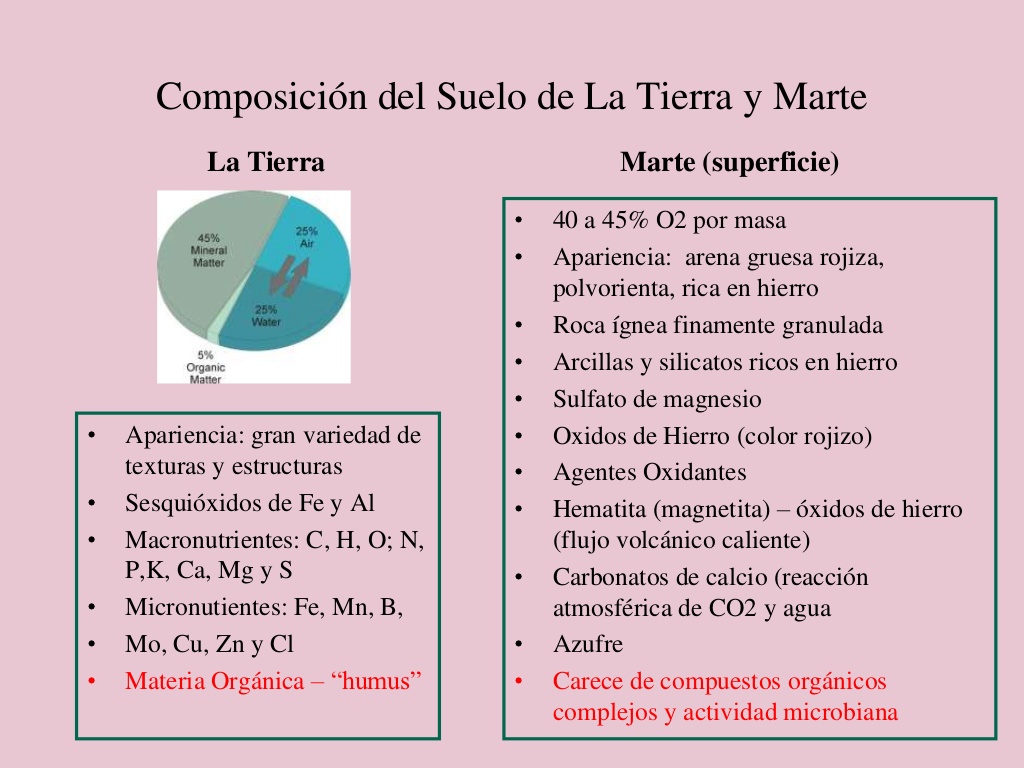 Composición del Suelo de La Tierra y Marte
La Tierra
45%
Mineral
Matter
25%
Air
25%
Water
5%
Organic
Matter
• Apariencia: gran variedad de
texturas y estructuras
• Sesquióxidos de Fe y Al
• Macronutrientes: C, H, O; N,
P,K, Ca, Mg y S
• Micronutientes: Fe, Mn, B,
• Mo, Cu, Zn y Cl
• Materia Orgánica – “humus”
Marte (superficie)
• 40 a 45% O2 por masa
• Apariencia:  arena gruesa rojiza,
polvorienta, rica en hierro
• Roca ígnea finamente granulada
• Arcillas y silicatos ricos en hierro
• Sulfato de magnesio
• Oxidos de Hierro (color rojizo)
• Agentes Oxidantes
• Hematita (magnetita) – óxidos de hierro
(flujo volcánico caliente)
• Carbonatos de calcio (reacción
atmosférica de CO2 y agua
• Azufre
• Carece de compuestos orgánicos
complejos y actividad microbiana